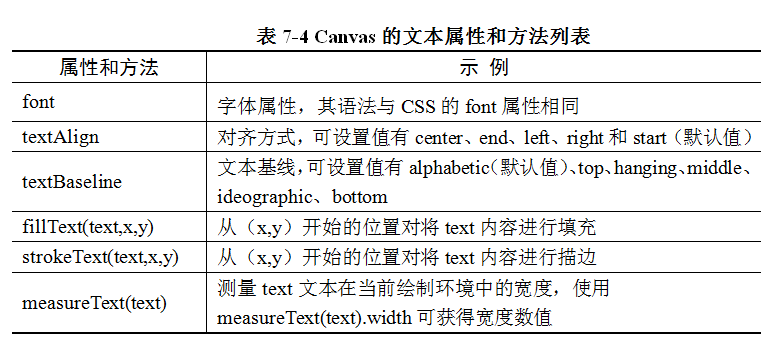 表 7-4 Canvas 的文本属性和方法列表
属性和方法 示 例
font 字体属性，其语法与 CSS 的 font 属性相同
textAlign 对齐方式，可设置值有 center、end、left、right 和 start（默认值）
textBaseline 文本基线，可设置值有 alphabetic（默认值）、top、hanging、middle、
ideographic、bottom
fillText(text,x,y) 从（x,y）开始的位置对将 text 内容进行填充
strokeText(text,x,y) 从（x,y）开始的位置对将 text 内容进行描边
measureText(text) 测量 text 文本在当前绘制环境中的宽度，使用
measureText(text).width 可获得宽度数值